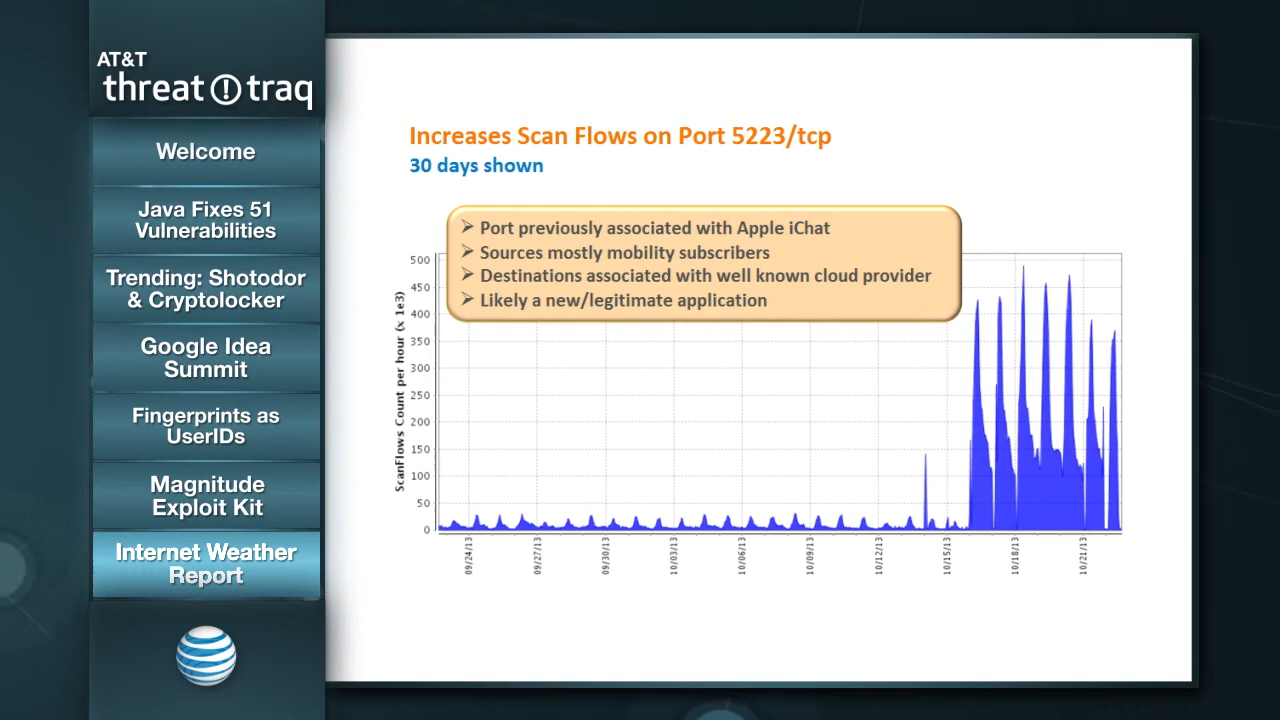 AT&T
threat traq
Welcome
Java Fixes 51
Vulnerabilities
Trending: Shotodor
& Cryptolocker
Google Idea
Summit
Fingerprints as
UserIDs
Magnitude
Exploit Kit
Internet Weather
Report
Increases Scan Flows on Port 5223/tcp
30 days shown
Port previously associated with Apple iChat
Sources mostly mobility subscribers
Destinations associated with well known cloud provider
Likely a new/legitimate application
ScanFlows Count per hour (x 1e3)
500
450
400
350
300
250
200
150
100
50
0
09/24/13
09/27/13
09/30/13
10/03/13
10/06/13
10/09/13
10/12/13
10/15/13
10/18/13
10/21/13